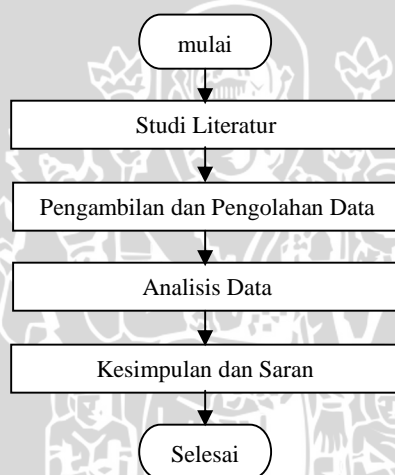 mulai
Studi Literatur
Pengambilan dan Pengolahan Data
Analisis Data
Kesimpulan dan Saran
Selesai